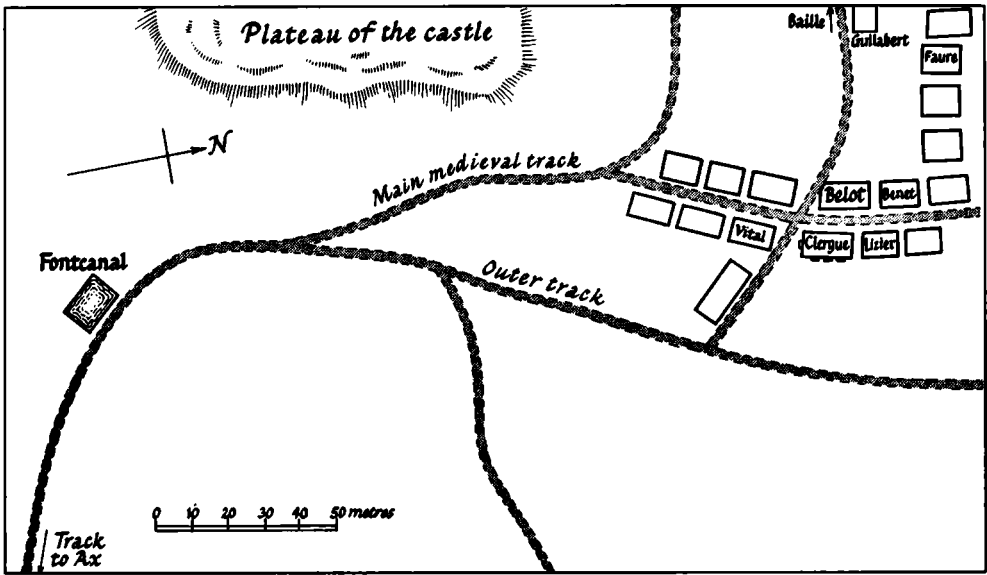 Plateau of the castle
Baille
Guilabert
Faure
N
Main medieval track
Belot
Benet
Vital
Clergue
Lizier
Fontcanal
Outer track
0 10 20 30 40 50 metres
Track
to Ax